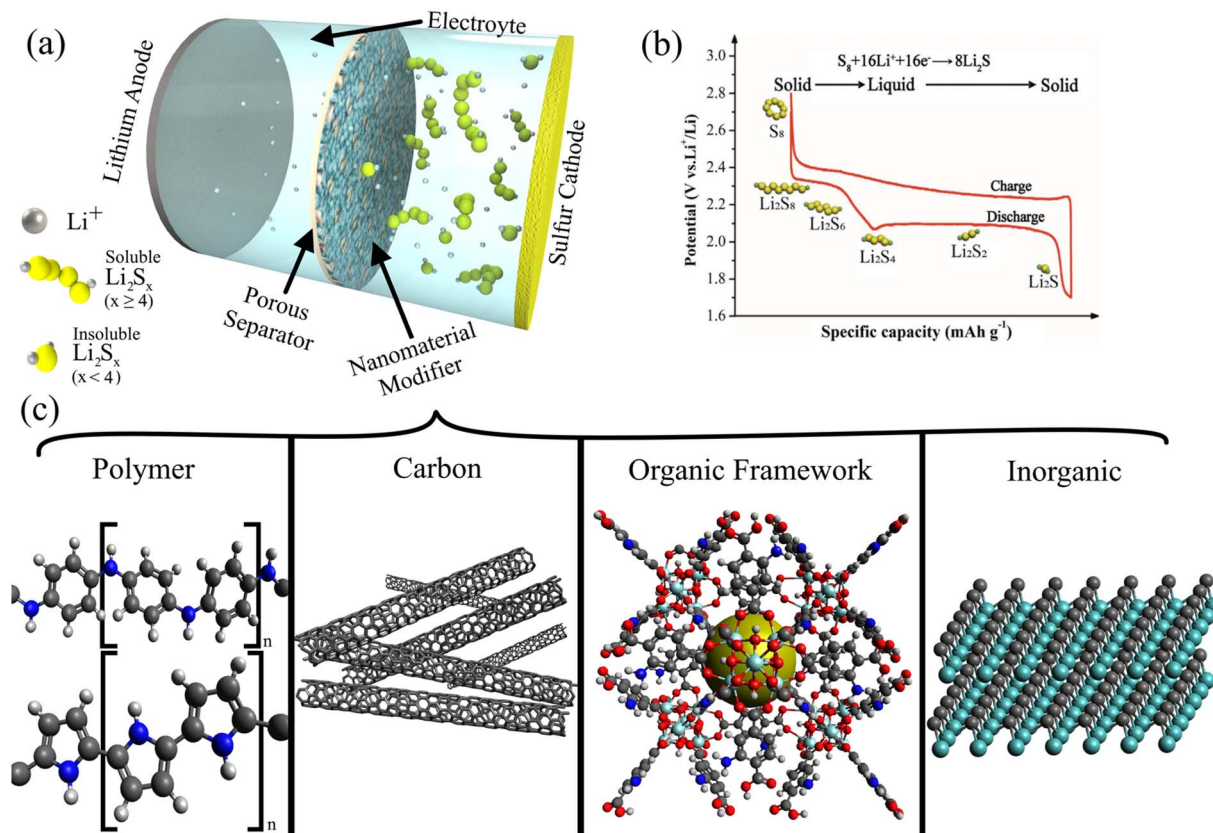 (a)
Electroyte
Lithium Anode
Sulfur Cathode
Li⁺
Soluble
Li₂Sₓ
(x ≥ 4)
Insoluble
Li₂Sₓ
(x < 4)
Porous
Separator
Nanomaterial
Modifier
(b)
S₈+16Li⁺+16e⁻→8Li₂S
Solid → Liquid → Solid
Potential (V vs.Li⁺/Li)
3.0
2.8
2.6
2.4
2.2
2.0
1.8
1.6
S₈
Charge
Li₂S₈
Li₂S₆
Discharge
Li₂S₄
Li₂S₂
Li₂S
Specific capacity (mAh g⁻¹)
(c)
Polymer
n
n
Carbon
Organic Framework
Inorganic